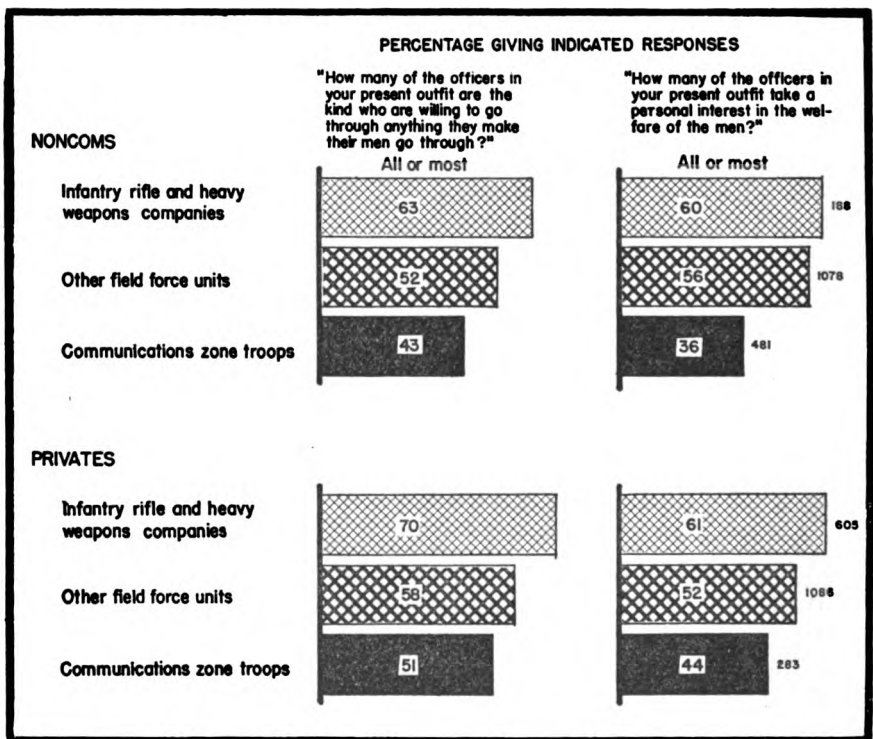 PERCENTAGE GIVING INDICATED RESPONSES
"How many of the officers in
your present outfit are the
kind who are willing to go
through anything they make
their men go through?"
"How many of the officers in
your present outfit take a
personal interest in the wel-
fare of the men?"
NONCOMS
All or most
All or most
Infantry rifle and heavy
weapons companies
63
60
188
Other field force units
52
56
1078
Communications zone troops
43
36
481
PRIVATES
Infantry rifle and heavy
weapons companies
70
61
605
Other field force units
58
52
Communications zone troops
51
44
283